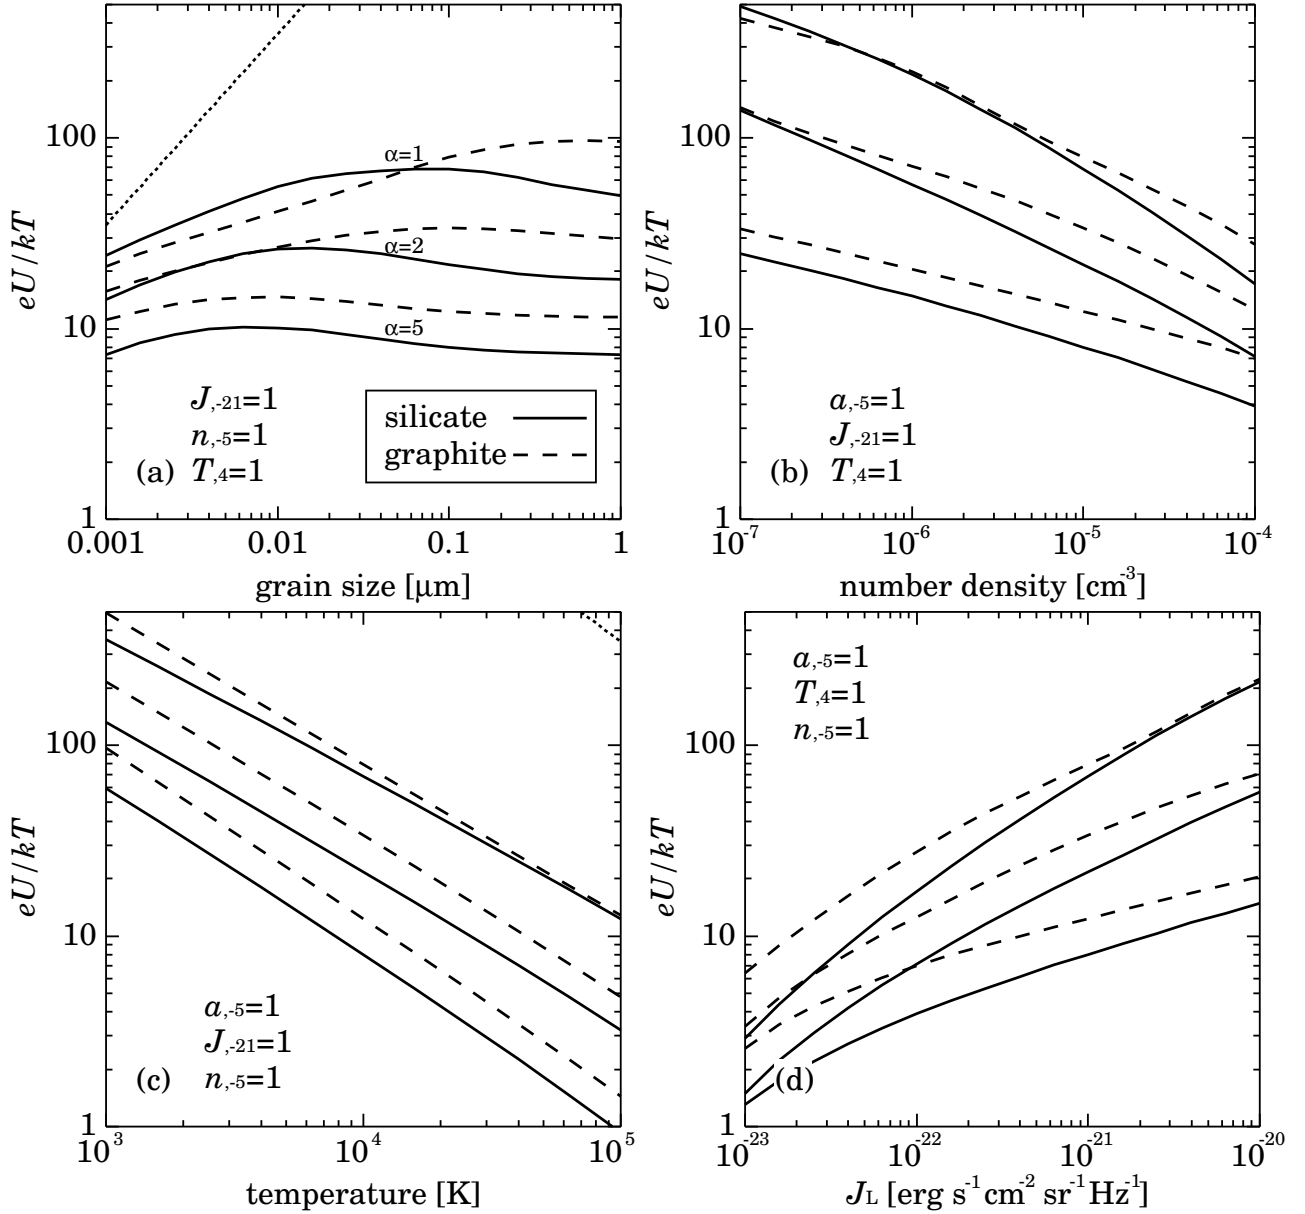 100
10
1
eU/kT
α=1
α=2
α=5
J,-21=1
n,-5=1
T,4=1
(a)
silicate
graphite
0.001 0.01 0.1 1
grain size [µm]
100
10
1
eU/kT
a,-5=1
J,-21=1
T,4=1
(b)
10-7 10-6 10-5 10-4
number density [cm-3]
100
10
1
eU/kT
a,-5=1
J,-21=1
n,-5=1
(c)
103 104 105
temperature [K]
a,-5=1
T,4=1
n,-5=1
100
10
1
eU/kT
(d)
10-23 10-22 10-21 10-20
JL [erg s-1 cm-2 sr-1 Hz-1]